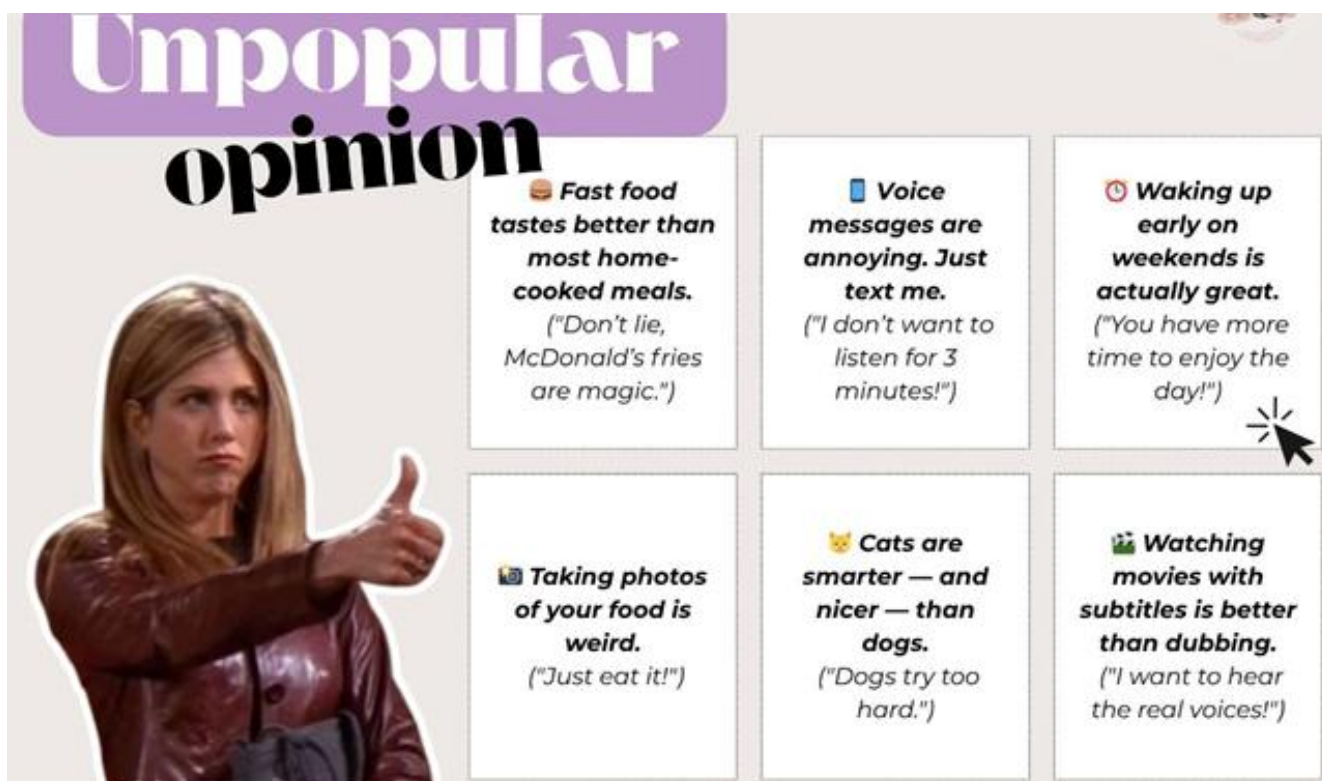 Unpopular
opinion
🍔 Fast food
tastes better than
most home-
cooked meals.
("Don't lie,
McDonald's fries
are magic.")
📱 Voice
messages are
annoying. Just
text me.
("I don't want to
listen for 3
minutes!")
⏰ Waking up
early on
weekends is
actually great.
("You have more
time to enjoy the
day!")
📸 Taking photos
of your food is
weird.
("Just eat it!")
😼 Cats are
smarter — and
nicer — than
dogs.
("Dogs try too
hard.")
🎬 Watching
movies with
subtitles is better
than dubbing.
("I want to hear
the real voices!")